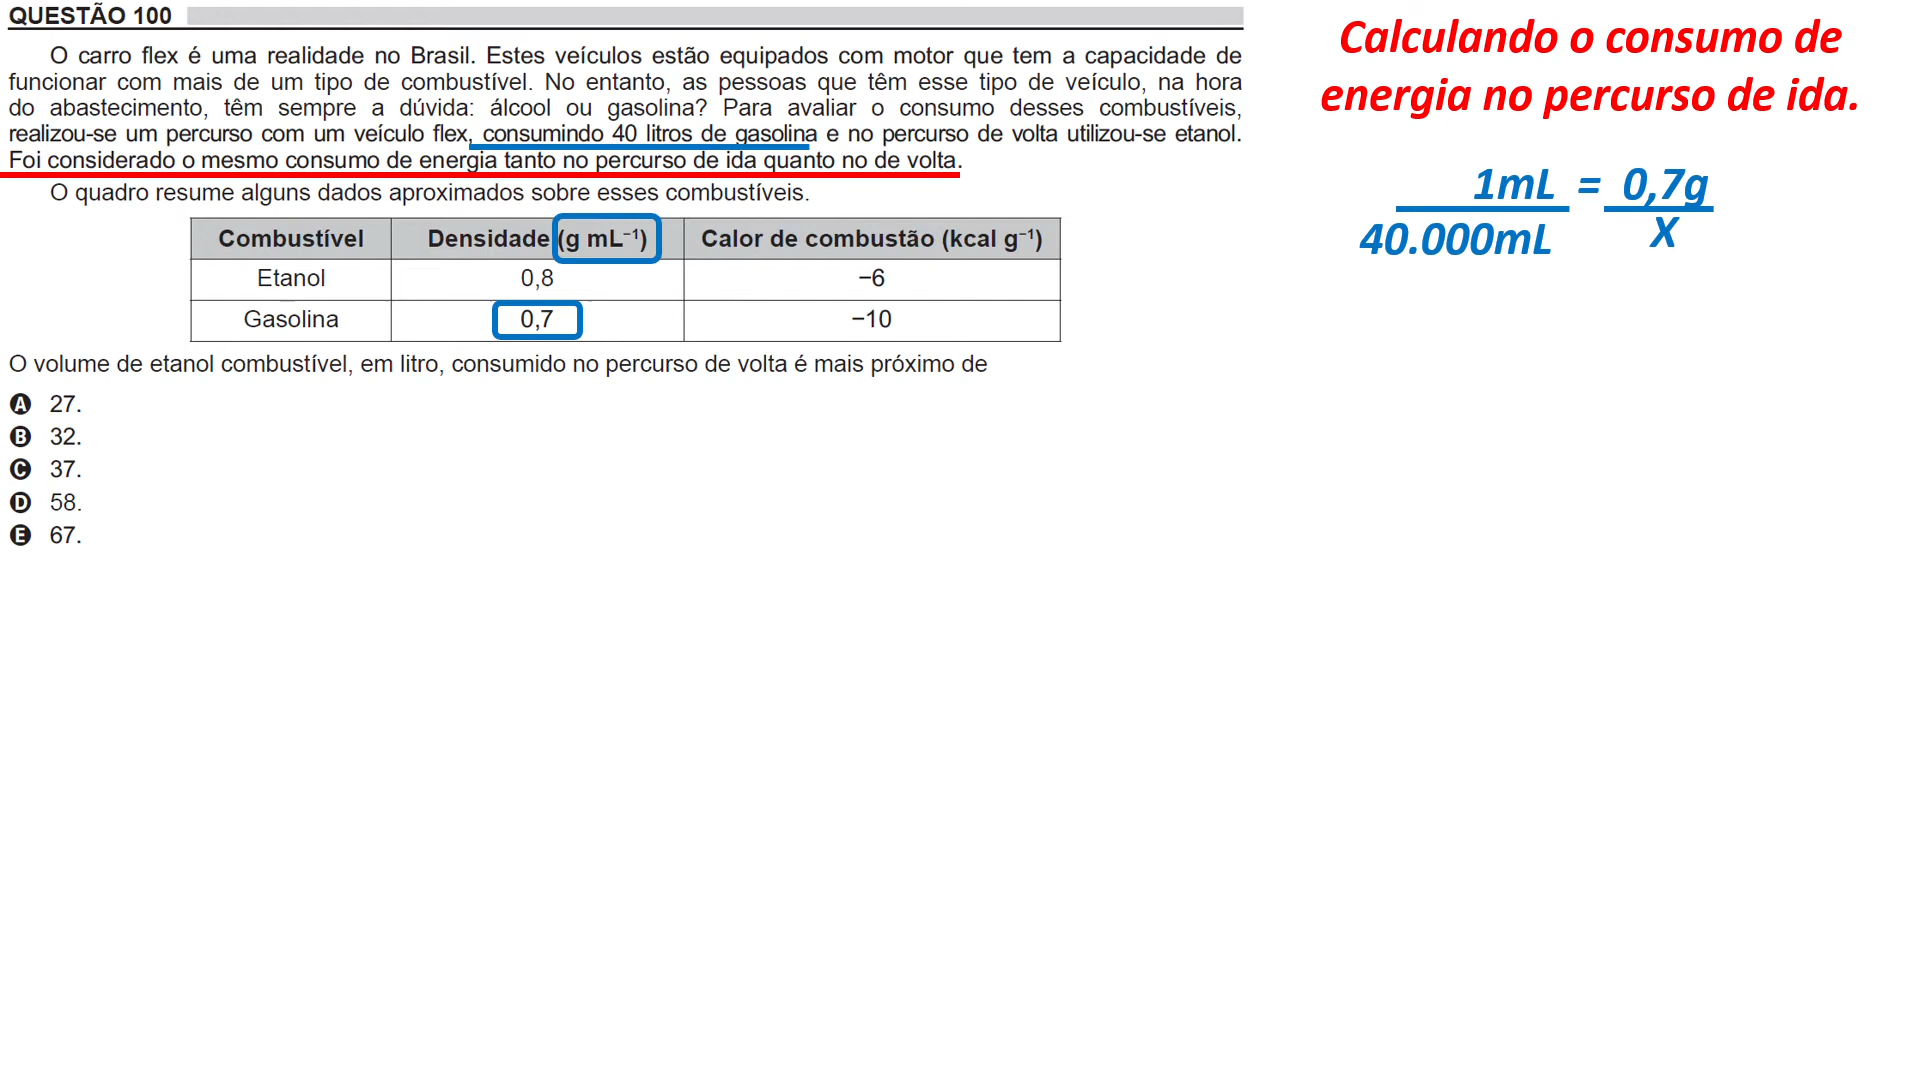 QUESTÃO 100
O carro flex é uma realidade no Brasil. Estes veículos estão equipados com motor que tem a capacidade de
funcionar com mais de um tipo de combustível. No entanto, as pessoas que têm esse tipo de veículo, na hora
do abastecimento, têm sempre a dúvida: álcool ou gasolina? Para avaliar o consumo desses combustíveis,
realizou-se um percurso com um veículo flex, consumindo 40 litros de gasolina e no percurso de volta utilizou-se etanol.
Foi considerado o mesmo consumo de energia tanto no percurso de ida quanto no de volta.
O quadro resume alguns dados aproximados sobre esses combustíveis.
Combustível Densidade (g mL⁻¹) Calor de combustão (kcal g⁻¹)
Etanol 0,8 −6
Gasolina 0,7 −10
O volume de etanol combustível, em litro, consumido no percurso de volta é mais próximo de
A 27.
B 32.
C 37.
D 58.
E 67.
Calculando o consumo de
energia no percurso de ida.
1mL = 0,7g
40.000mL X